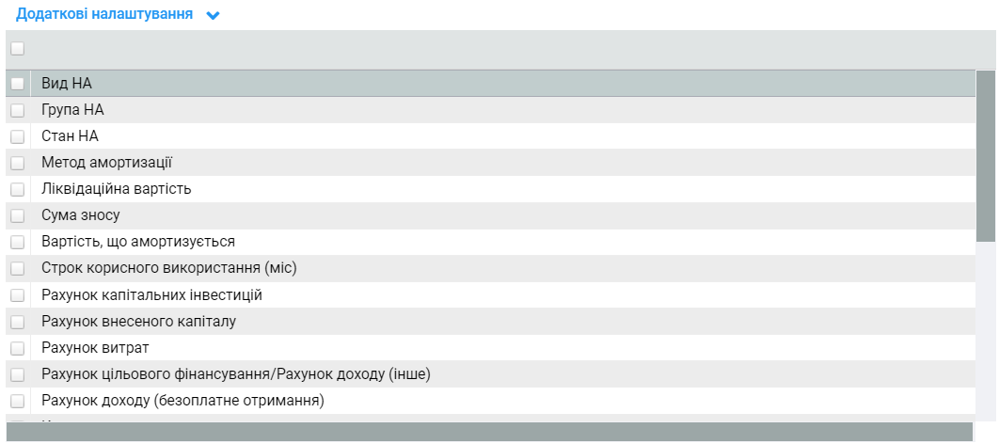 Додаткові налаштування
Вид НА
Група НА
Стан НА
Метод амортизації
Ліквідаційна вартість
Сума зносу
Вартість, що амортизується
Строк корисного використання (міс)
Рахунок капітальних інвестицій
Рахунок внесеного капіталу
Рахунок витрат
Рахунок цільового фінансування/Рахунок доходу (інше)
Рахунок доходу (безоплатне отримання)